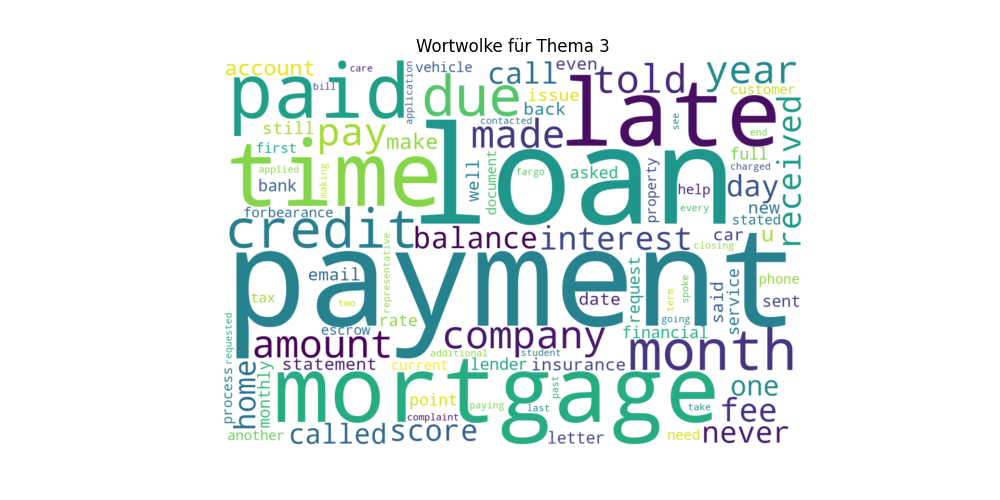 Wortwolke für Thema 3
account
care
vehicle
call
even
told
year
paid
bill
application
due
issue
late
customer
back
contacted
see
still
pay
make
made
end
received
first
time
well
document
loan
asked
property
full
applied
making
fargo
charged
bank
help
day
every
new
forbearance
stated
credit
balance
interest
car
u
closing
payment
representative
email
request
said
service
phone
tax
two
date
term
spoke
sent
rate
going
requested
escrow
company
financial
amount
month
additional
student
process
home
monthly
statement
current
lender
insurance
mortgage
past
one
point
paying
last
take
fee
complaint
another
called
score
letter
need
never